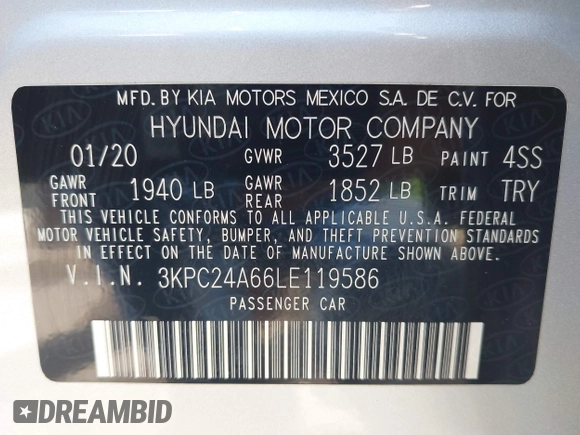 MFD. BY KIA MOTORS MEXICO S.A. DE C.V. FOR
HYUNDAI MOTOR COMPANY
01/20 GVWR 3527 LB PAINT 4SS
GAWR FRONT 1940 LB GAWR REAR 1852 LB TRIM TRY
THIS VEHICLE CONFORMS TO ALL APPLICABLE U.S.A. FEDERAL
MOTOR VEHICLE SAFETY, BUMPER, AND THEFT PREVENTION STANDARDS
IN EFFECT ON THE DATE OF MANUFACTURE SHOWN ABOVE.
V.I.N. 3KPC24A66LE119586
PASSENGER CAR
DREAMBID